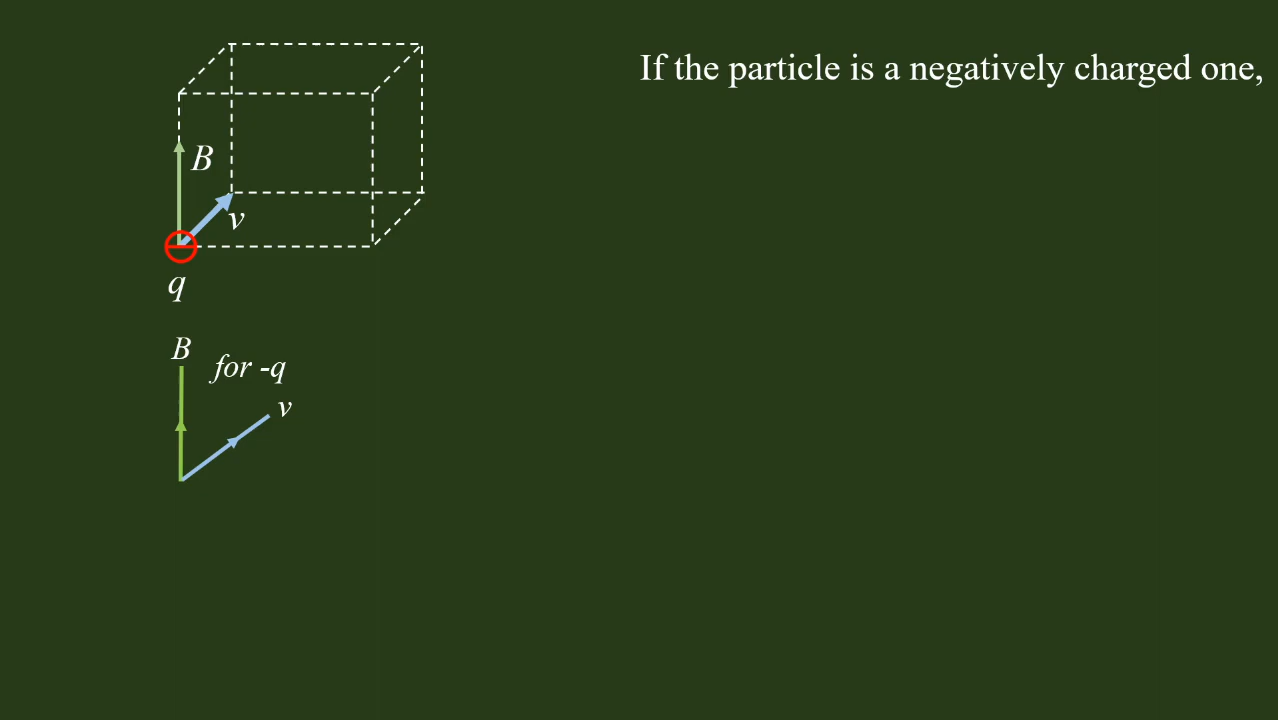 If the particle is a negatively charged one,
B
v
q
B
for -q
v